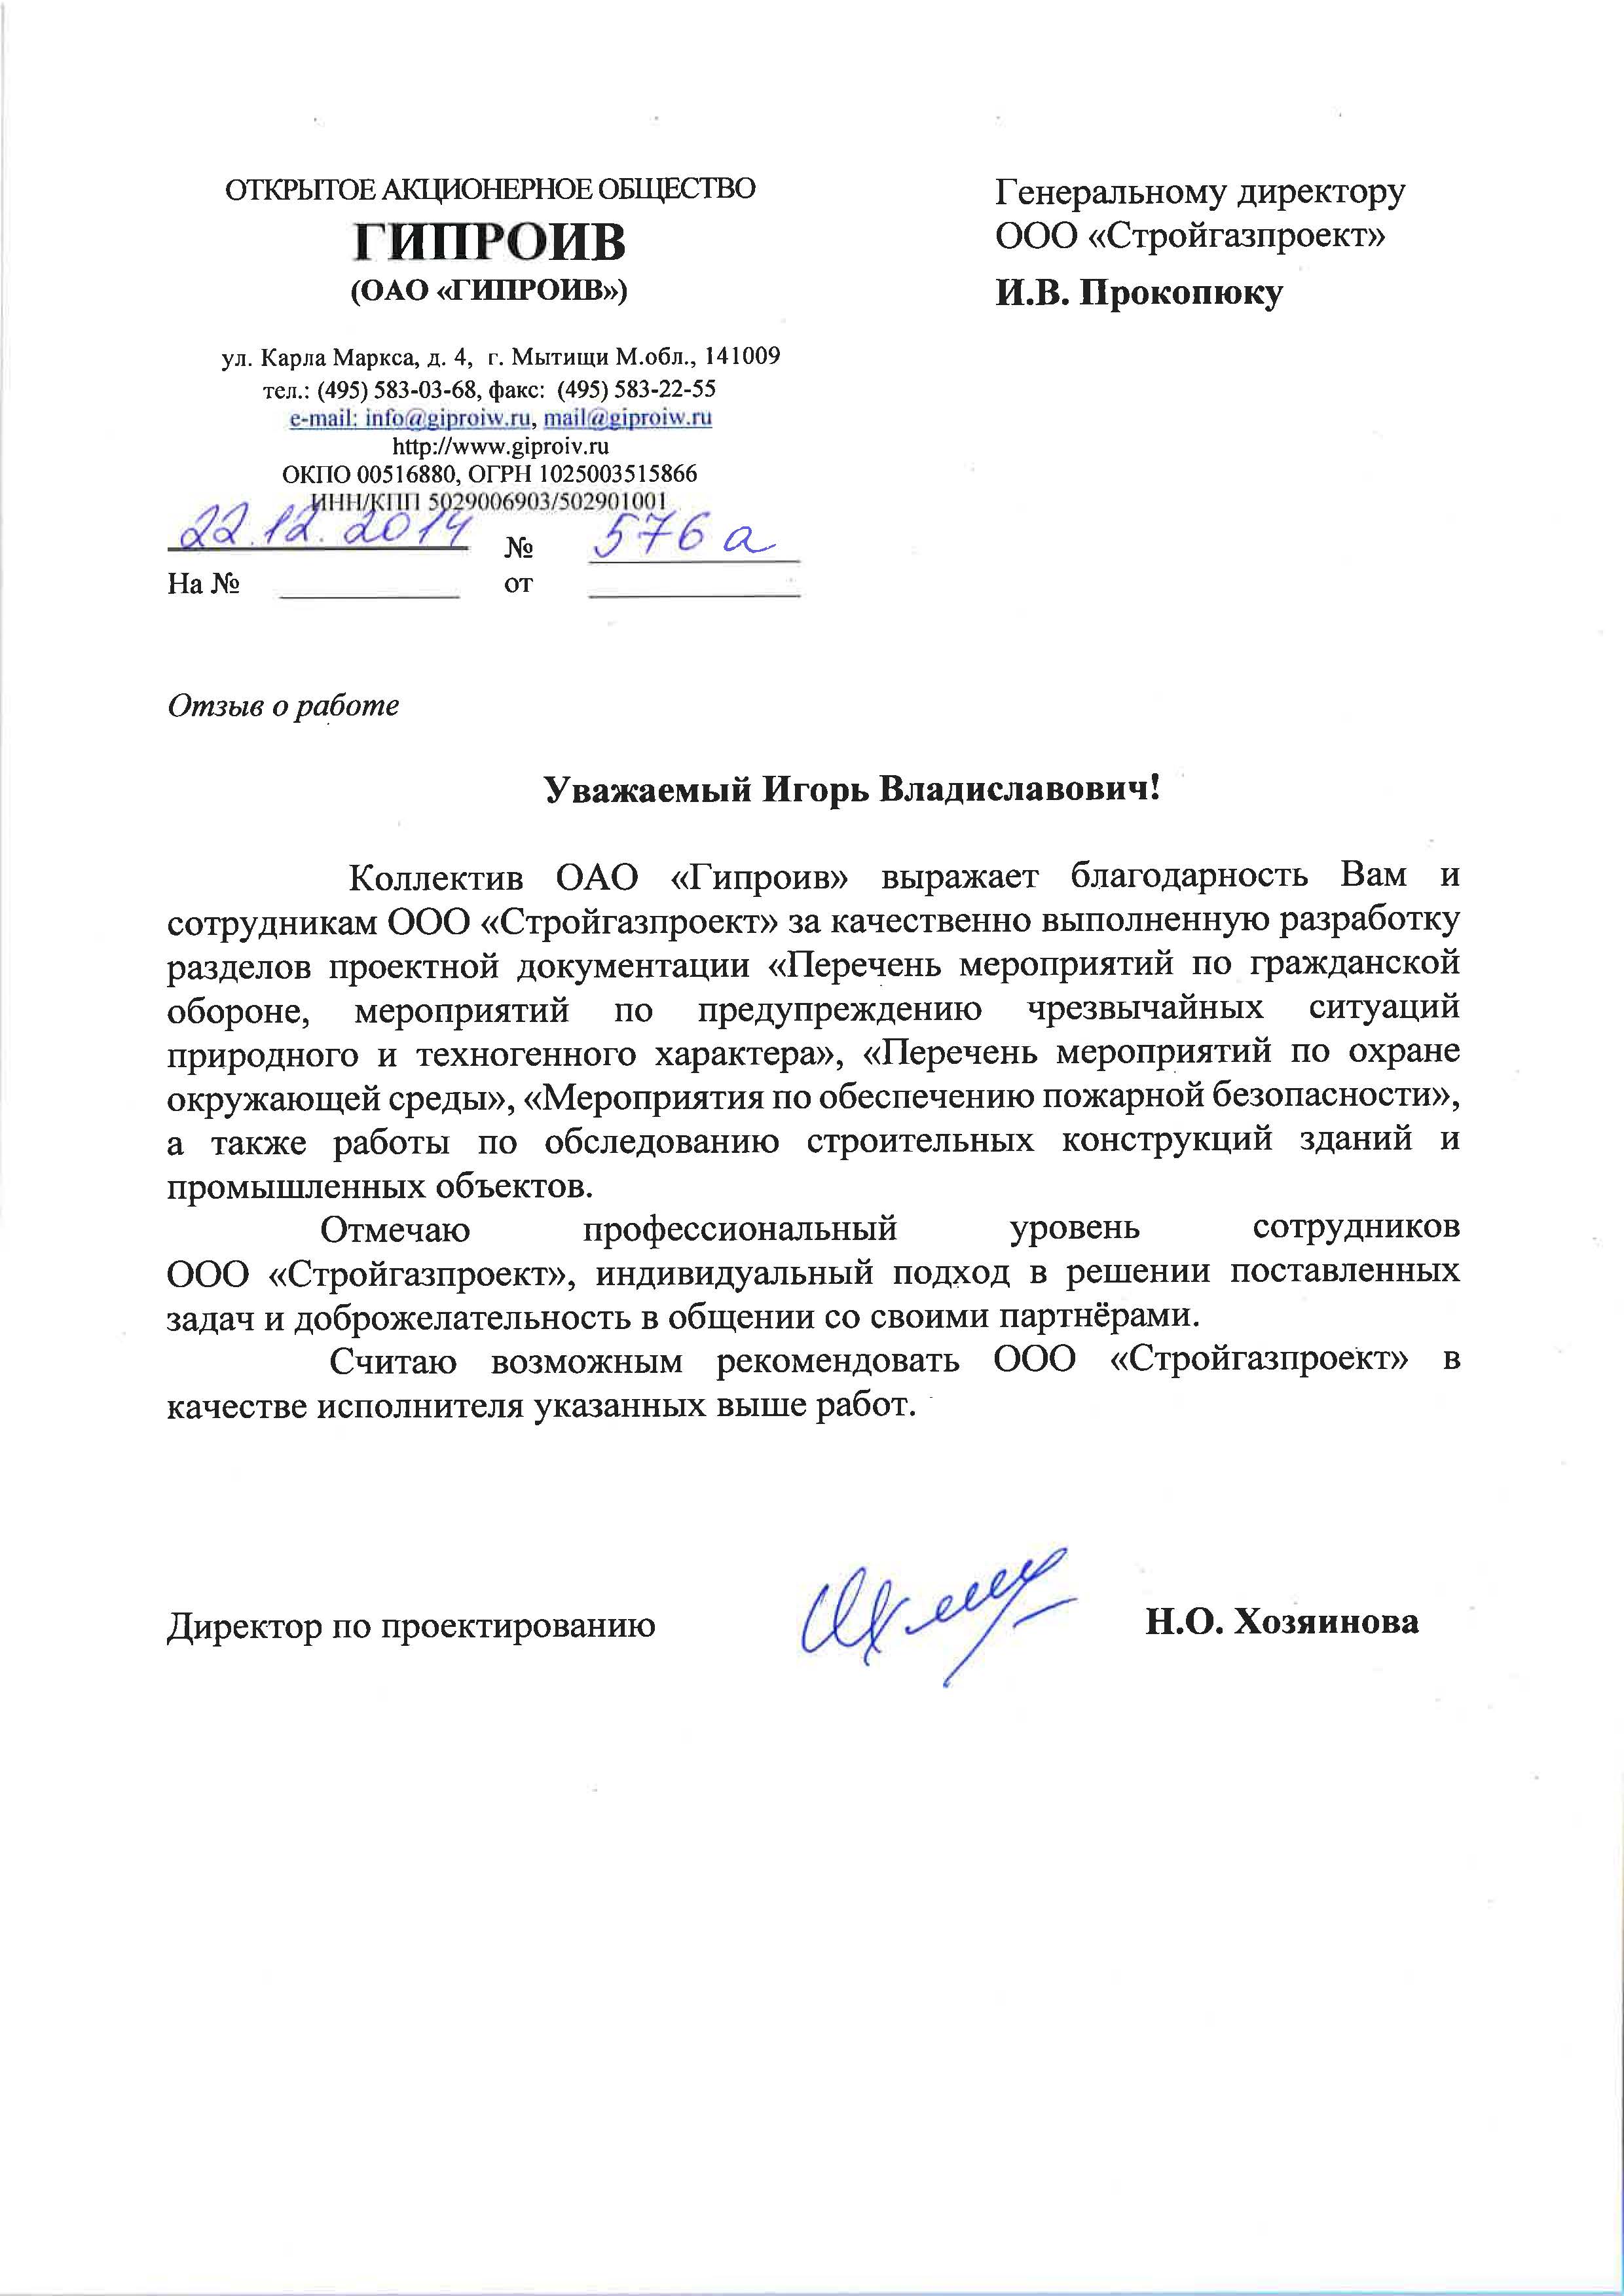 ОТКРЫТОЕ АКЦИОНЕРНОЕ ОБЩЕСТВО
ГИПРОИВ
(ОАО «ГИПРОИВ»)
ул. Карла Маркса, д. 4, г. Мытищи М.обл., 141009
тел.: (495) 583-03-68, факс: (495) 583-22-55
e-mail: info@giproiw.ru, mail@giproiw.ru
http://www.giproiv.ru
ОКПО 00516880, ОГРН 1025003515866
ИНН/КПП 5029006903/502901001
22.12.2014 № 576а
На № от
Генеральному директору
ООО «Стройгазпроект»
И.В. Прокопюку
Отзыв о работе
Уважаемый Игорь Владиславович!
Коллектив ОАО «Гипроив» выражает благодарность Вам и
сотрудникам ООО «Стройгазпроект» за качественно выполненную разработку
разделов проектной документации «Перечень мероприятий по гражданской
обороне, мероприятий по предупреждению чрезвычайных ситуаций
природного и техногенного характера», «Перечень мероприятий по охране
окружающей среды», «Мероприятия по обеспечению пожарной безопасности»,
а также работы по обследованию строительных конструкций зданий и
промышленных объектов.
Отмечаю профессиональный уровень сотрудников
ООО «Стройгазпроект», индивидуальный подход в решении поставленных
задач и доброжелательность в общении со своими партнёрами.
Считаю возможным рекомендовать ООО «Стройгазпроект» в
качестве исполнителя указанных выше работ.
Директор по проектированию Н.О. Хозяинова